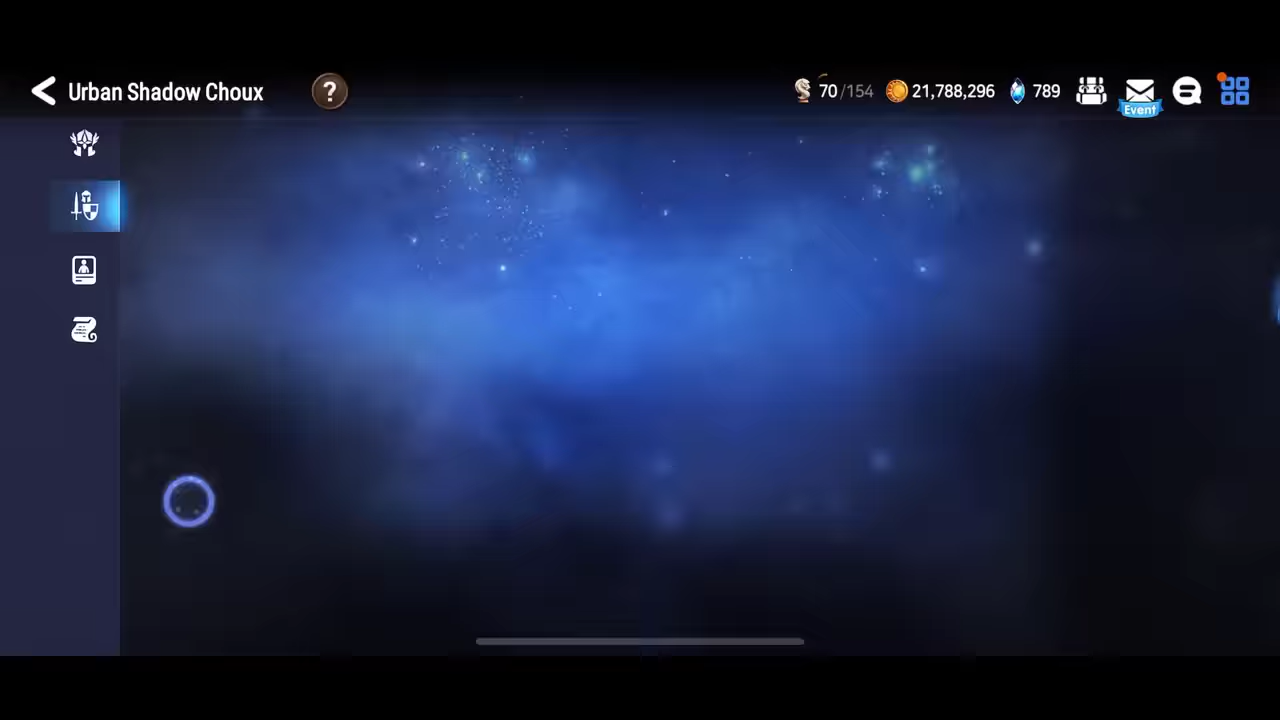 Urban Shadow Choux
?
70/154
21,788,296
789
Event